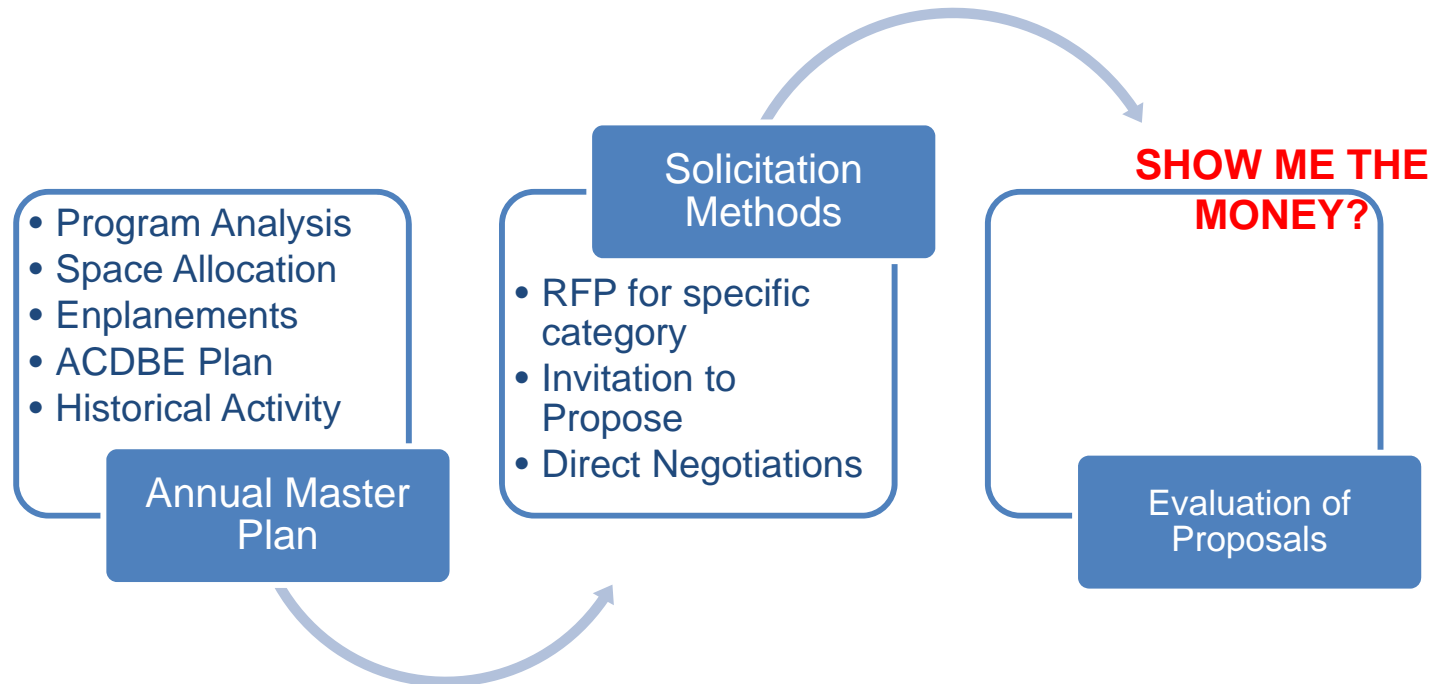 • Program Analysis
• Space Allocation
• Enplanements
• ACDBE Plan
• Historical Activity
Annual Master
Plan
Solicitation
Methods
• RFP for specific
category
• Invitation to
Propose
• Direct Negotiations
SHOW ME THE
MONEY?
Evaluation of
Proposals